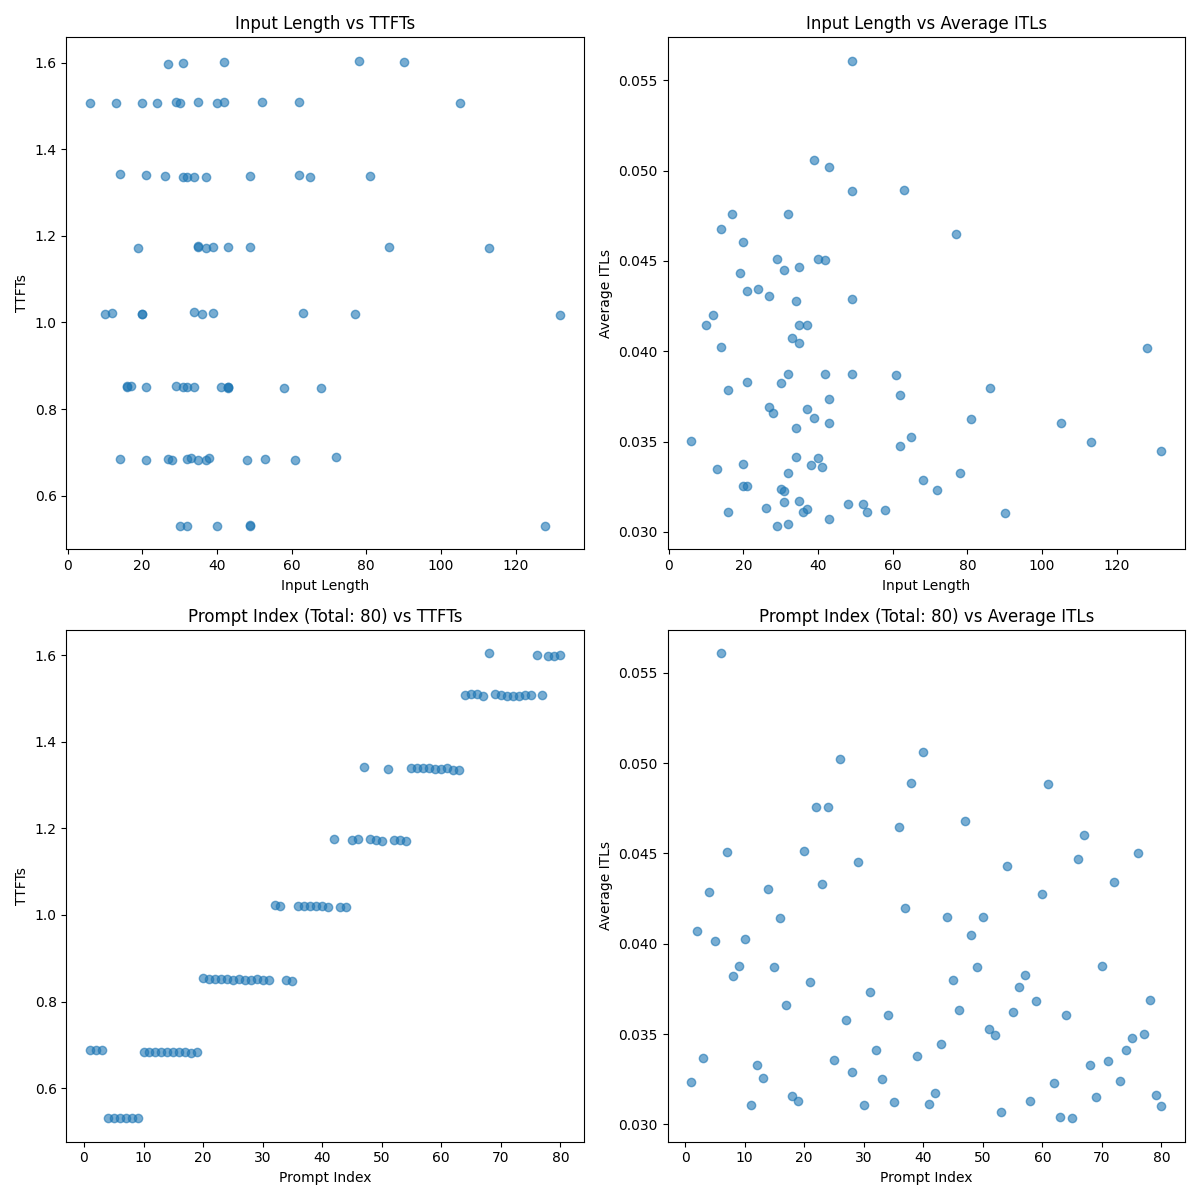 Input Length vs TTFTs
TTFTs
1.6
1.4
1.2
1.0
0.8
0.6
0 20 40 60 80 100 120
Input Length
Input Length vs Average ITLs
Average ITLs
0.055
0.050
0.045
0.040
0.035
0.030
0 20 40 60 80 100 120
Input Length
Prompt Index (Total: 80) vs TTFTs
TTFTs
1.6
1.4
1.2
1.0
0.8
0.6
0 10 20 30 40 50 60 70 80
Prompt Index
Prompt Index (Total: 80) vs Average ITLs
Average ITLs
0.055
0.050
0.045
0.040
0.035
0.030
0 10 20 30 40 50 60 70 80
Prompt Index